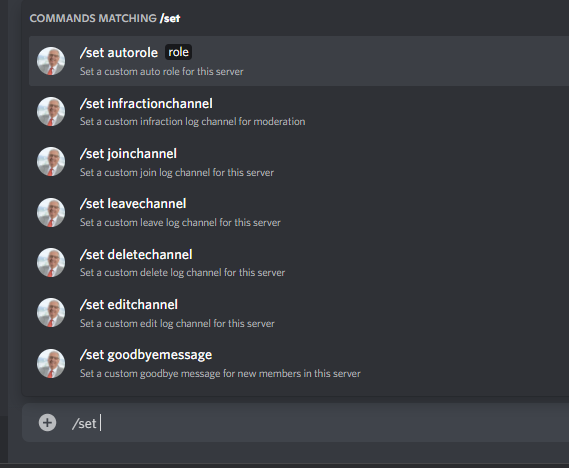 COMMANDS MATCHING /set
/set autorole role
Set a custom auto role for this server
/set infractionchannel
Set a custom infraction log channel for moderation
/set joinchannel
Set a custom join log channel for this server
/set leavechannel
Set a custom leave log channel for this server
/set deletechannel
Set a custom delete log channel for this server
/set editchannel
Set a custom edit log channel for this server
/set goodbyemessage
Set a custom goodbye message for new members in this server
/set